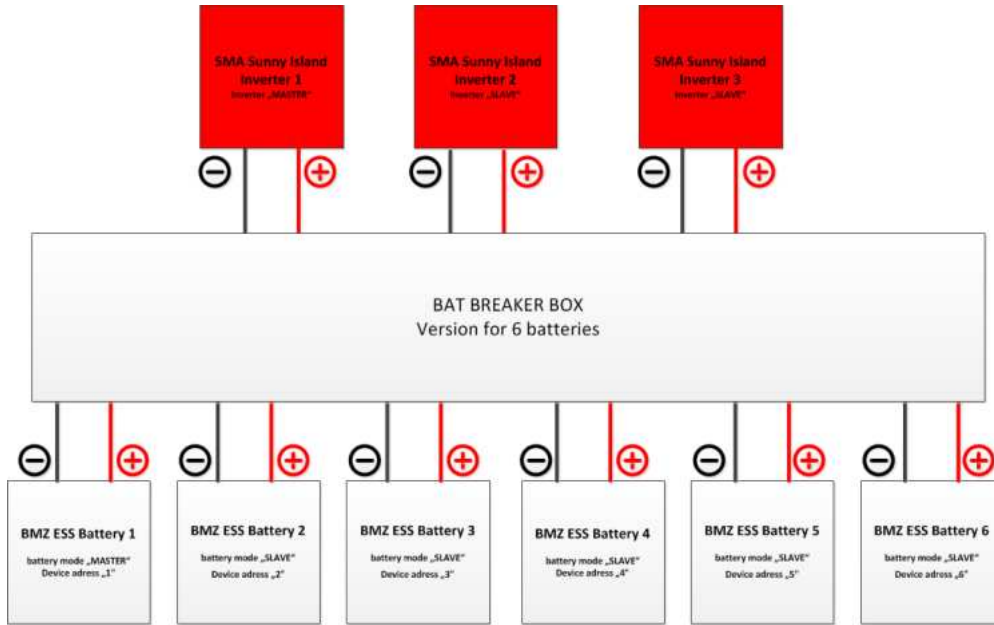 SMA Sunny Island
Inverter 1
Inverter „MASTER"
SMA Sunny Island
Inverter 2
Inverter „SLAVE"
SMA Sunny Island
Inverter 3
Inverter „SLAVE"
BAT BREAKER BOX
Version for 6 batteries
BMZ ESS Battery 1
battery mode „MASTER"
Device adress „1"
BMZ ESS Battery 2
battery mode „SLAVE"
Device adress „2"
BMZ ESS Battery 3
battery mode „SLAVE"
Device adress „3"
BMZ ESS Battery 4
battery mode „SLAVE"
Device adress „4"
BMZ ESS Battery 5
battery mode „SLAVE"
Device adress „5"
BMZ ESS Battery 6
battery mode „SLAVE"
Device adress „6"